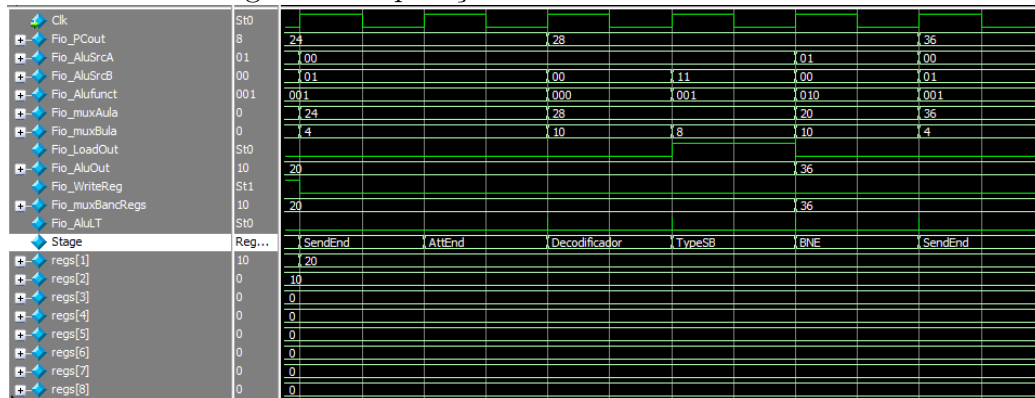 Clk St0
Fio_PCout 8 24 28 36
Fio_AluSrcA 01 00 01 00
Fio_AluSrcB 00 01 00 11 00 01
Fio_Alufunct 001 001 000 001 010 001
Fio_muxAula 0 24 28 20 36
Fio_muxBula 0 4 10 8 10 4
Fio_LoadOut St0
Fio_AluOut 10 20 36
Fio_WriteReg St1
Fio_muxBancRegs 10 20 36
Fio_AluLT St0
Stage Reg... SendEnd AttEnd Decodificador TypeSB BNE SendEnd
regs[1] 10 20
regs[2] 0 10
regs[3] 0 0
regs[4] 0 0
regs[5] 0 0
regs[6] 0 0
regs[7] 0 0
regs[8] 0 0